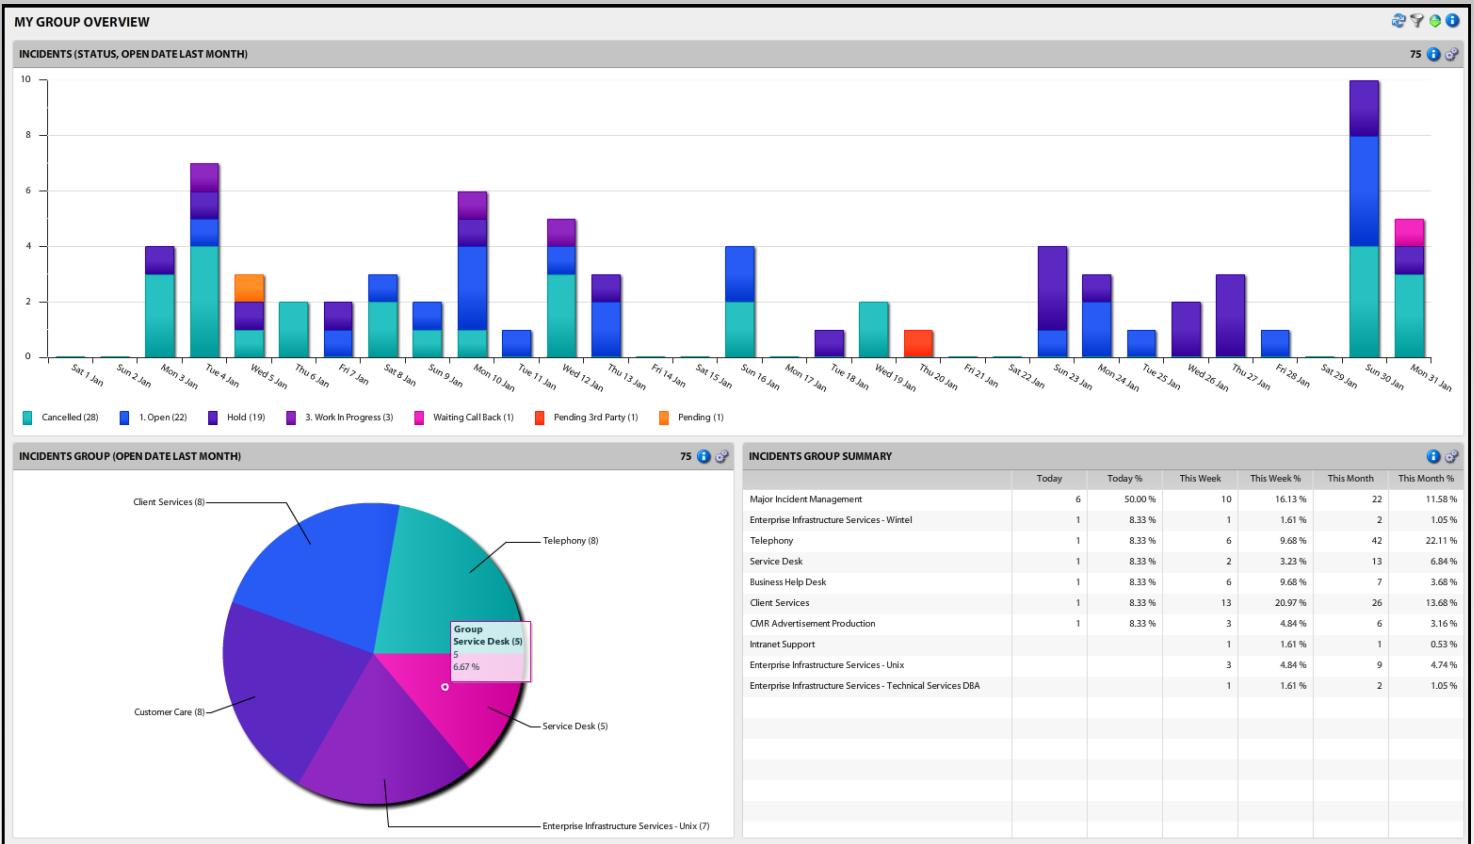 MY GROUP OVERVIEW
INCIDENTS (STATUS, OPEN DATE LAST MONTH)
75
10
8
6
4
2
0
Sat 1 Jan
Sun 2 Jan
Mon 3 Jan
Tue 4 Jan
Wed 5 Jan
Thu 6 Jan
Fri 7 Jan
Sat 8 Jan
Sun 9 Jan
Mon 10 Jan
Tue 11 Jan
Wed 12 Jan
Thu 13 Jan
Fri 14 Jan
Sat 15 Jan
Sun 16 Jan
Mon 17 Jan
Tue 18 Jan
Wed 19 Jan
Thu 20 Jan
Fri 21 Jan
Sat 22 Jan
Sun 23 Jan
Mon 24 Jan
Tue 25 Jan
Wed 26 Jan
Thu 27 Jan
Fri 28 Jan
Sat 29 Jan
Sun 30 Jan
Mon 31 Jan
Cancelled (28) 1. Open (22) Hold (19) 3. Work In Progress (3) Waiting Call Back (1) Pending 3rd Party (1) Pending (1)
INCIDENTS GROUP (OPEN DATE LAST MONTH)
75
Client Services (8)
Telephony (8)
Group
Service Desk (5)
5
6.67 %
Customer Care (8)
Service Desk (5)
Enterprise Infrastructure Services - Unix (7)
INCIDENTS GROUP SUMMARY
Today Today % This Week This Week % This Month This Month %
Major Incident Management 6 50.00 % 10 16.13 % 22 11.58 %
Enterprise Infrastructure Services - Wintel 1 8.33 % 1 1.61 % 2 1.05 %
Telephony 1 8.33 % 6 9.68 % 42 22.11 %
Service Desk 1 8.33 % 2 3.23 % 13 6.84 %
Business Help Desk 1 8.33 % 6 9.68 % 7 3.68 %
Client Services 1 8.33 % 13 20.97 % 26 13.68 %
CMR Advertisement Production 1 8.33 % 3 4.84 % 6 3.16 %
Intranet Support 1 1.61 % 1 0.53 %
Enterprise Infrastructure Services - Unix 3 4.84 % 9 4.74 %
Enterprise Infrastructure Services - Technical Services DBA 1 1.61 % 2 1.05 %